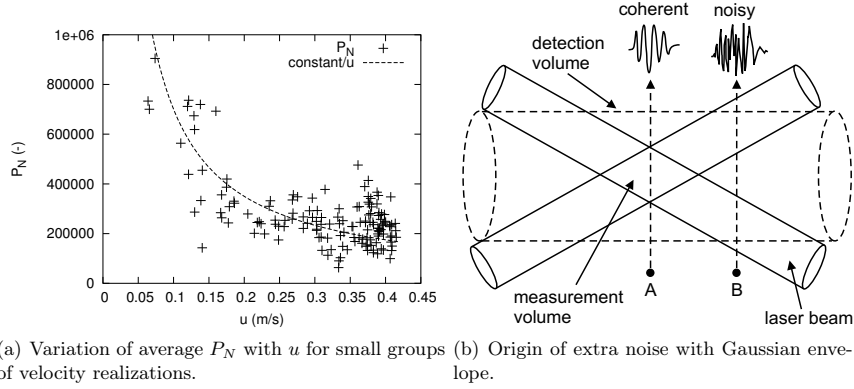 1e+06
800000
600000
400000
200000
0
P_N (-)
P_N
constant/u
0 0.05 0.1 0.15 0.2 0.25 0.3 0.35 0.4 0.45
u (m/s)
coherent noisy
detection
volume
A B
measurement
volume
laser beam
(a) Variation of average P_N with u for small groups
of velocity realizations.
(b) Origin of extra noise with Gaussian enve-
lope.